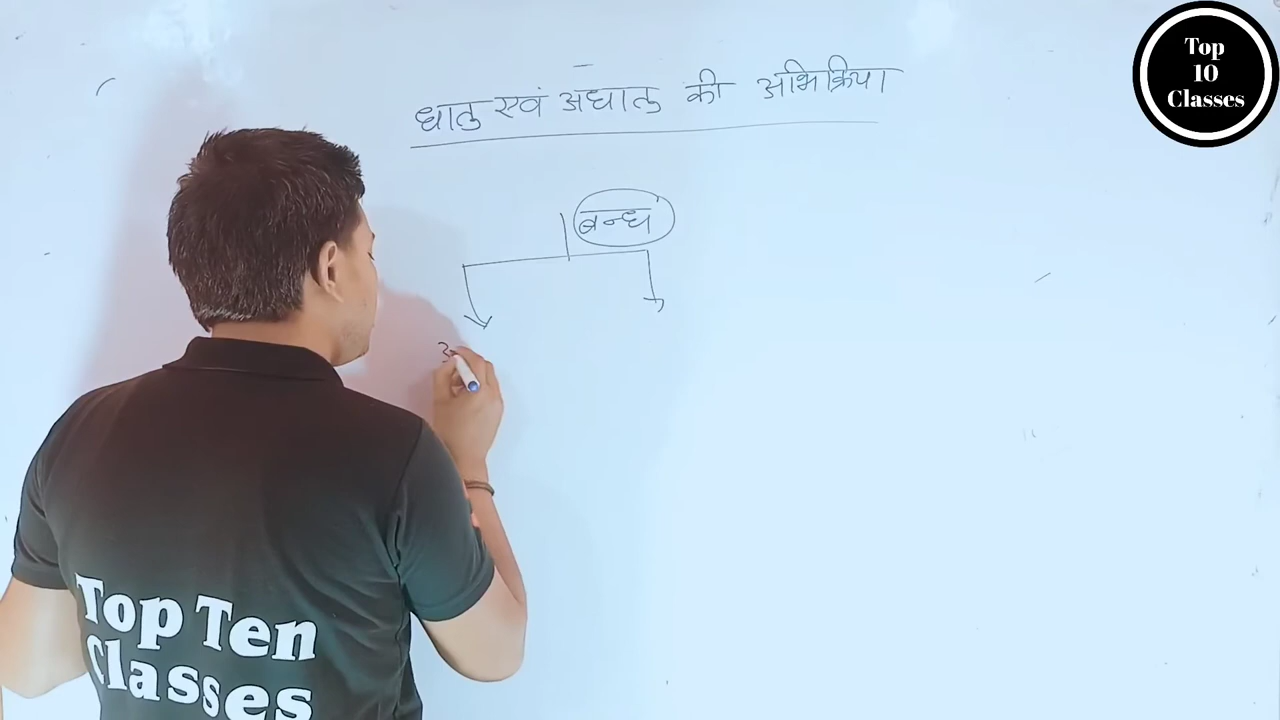 Top
10
Classes
धातु एवं अधातु की अभिक्रिया
बन्ध
Top Ten
Classes